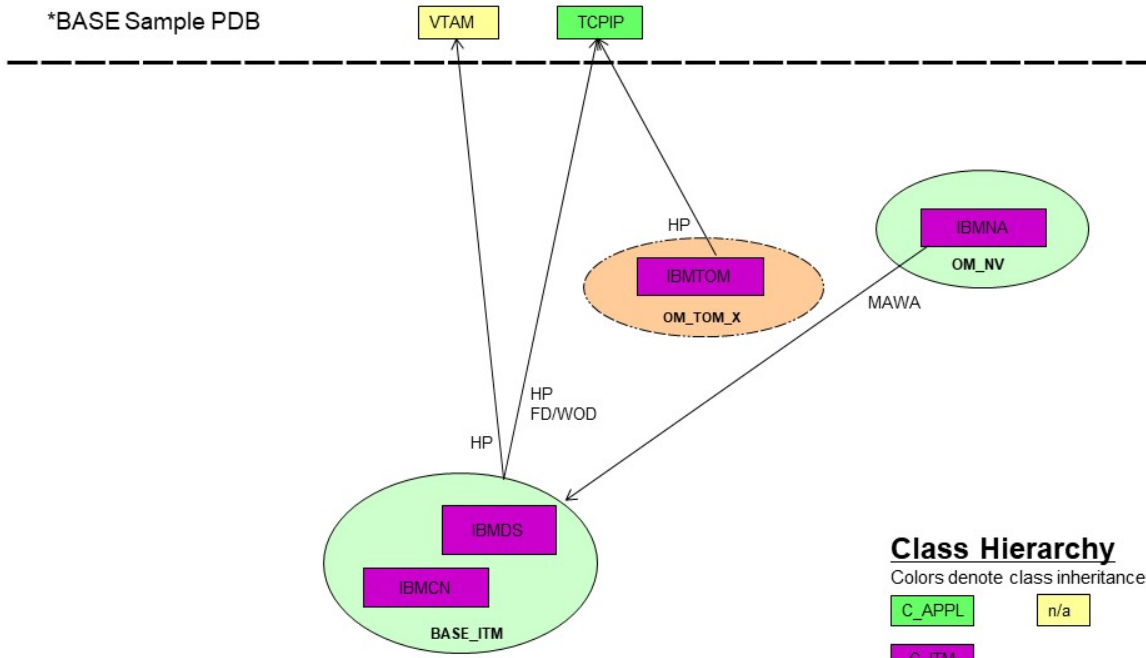 *BASE Sample PDB
VTAM
TCPIP
HP
IBMNA
OM_NV
IBMTOM
OM_TOM_X
MAWA
HP
FD/WOD
HP
IBMDS
IBMCN
BASE_ITM
Class Hierarchy
Colors denote class inheritance
C_APPL
n/a
C_ITM